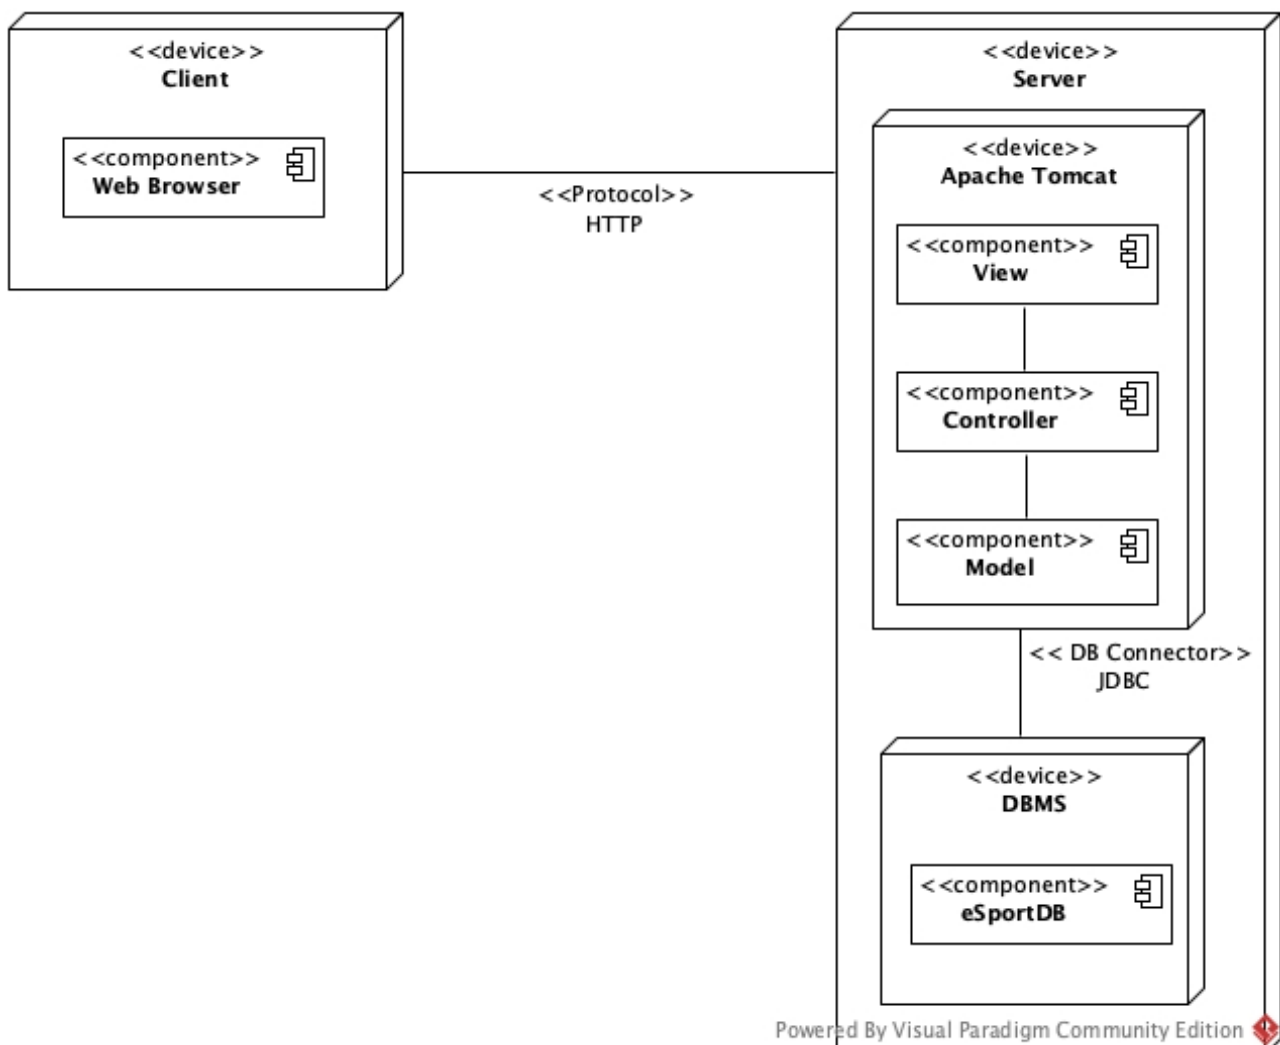 <<device>>
Client
<<component>>
Web Browser
<<Protocol>>
HTTP
<<device>>
Server
<<device>>
Apache Tomcat
<<component>>
View
<<component>>
Controller
<<component>>
Model
<< DB Connector>>
JDBC
<<device>>
DBMS
<<component>>
eSportDB
Powered By Visual Paradigm Community Edition